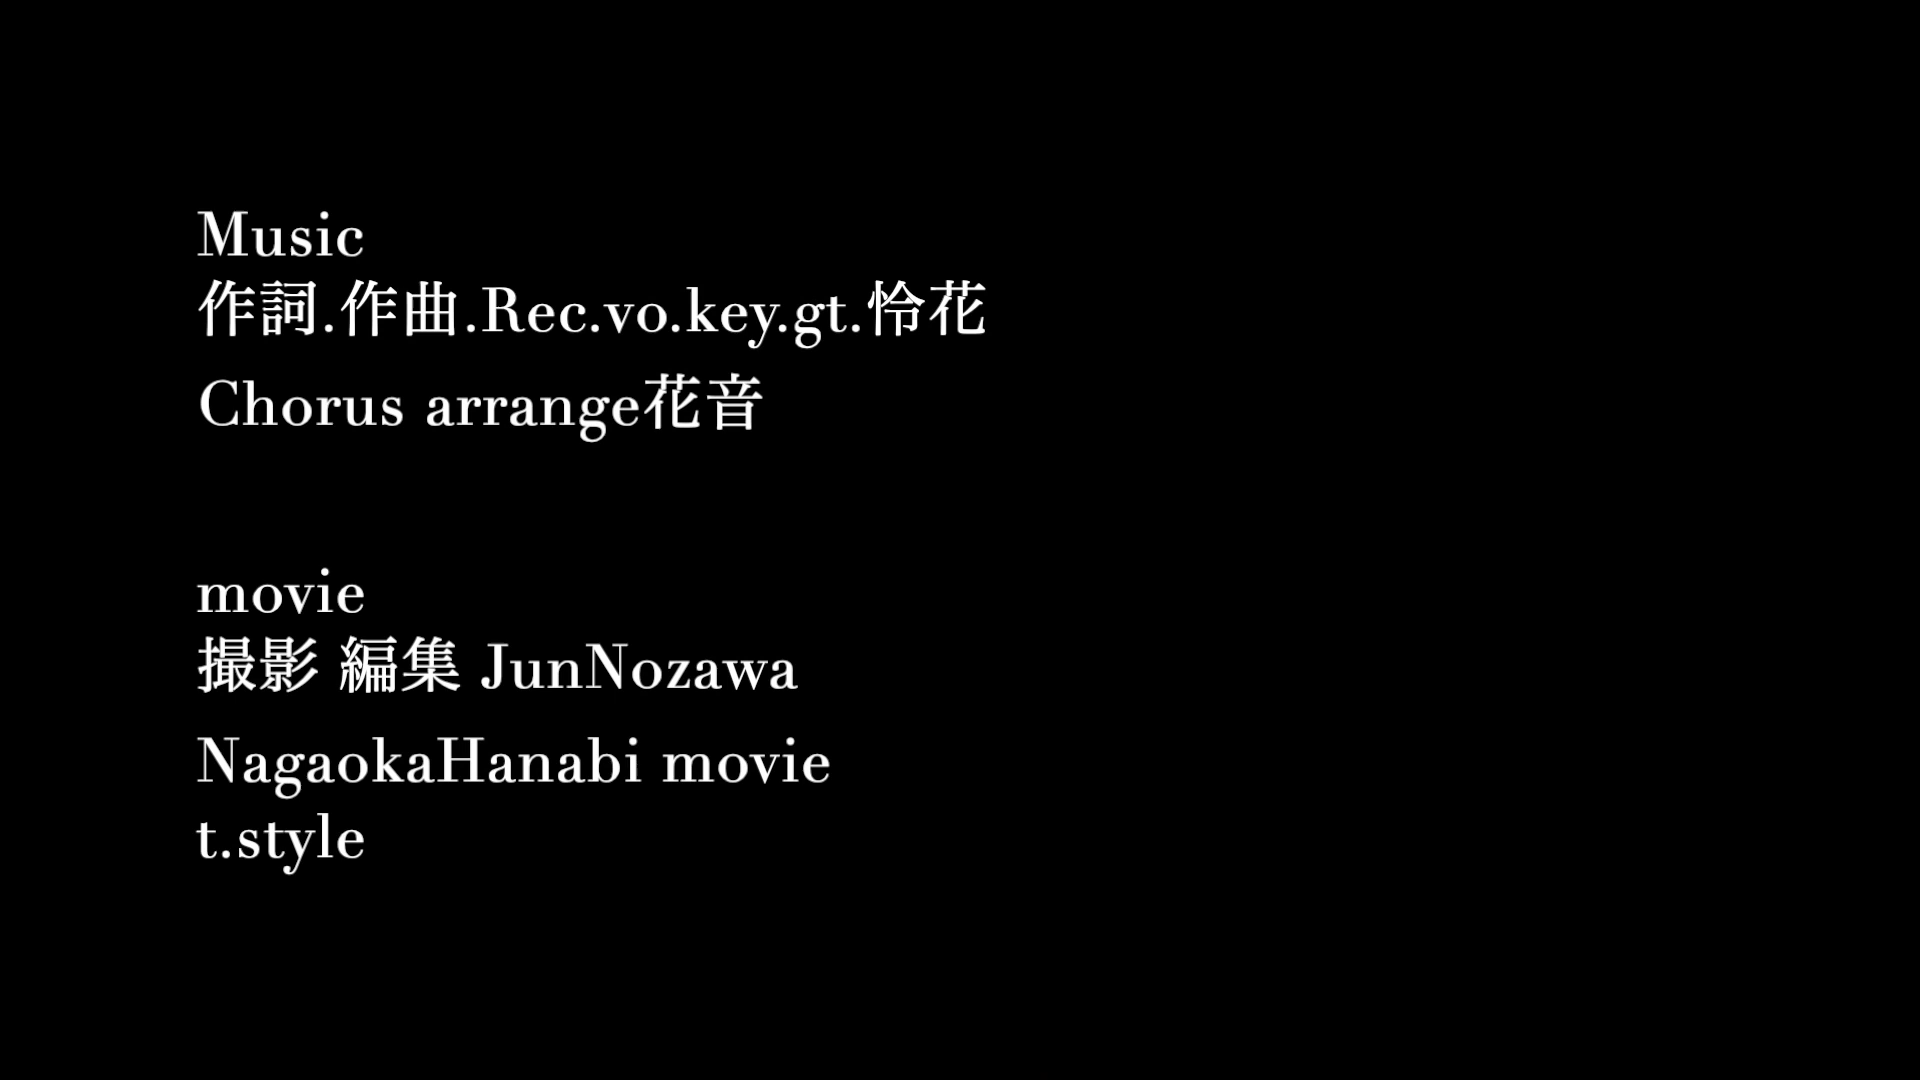 Music
作詞.作曲.Rec.vo.key.gt.怜花
Chorus arrange花音
movie
撮影 編集 JunNozawa
NagaokaHanabi movie
t.style